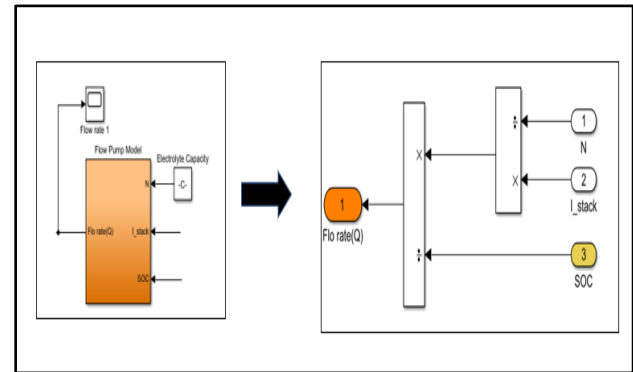 Flow rate 1
Flow Pump Model
Electrolyte Capacity
N
-C-
Flo rate(Q)
I_stack
SOC
÷
1
N
×
×
2
I_stack
1
Flo rate(Q)
÷
3
SOC